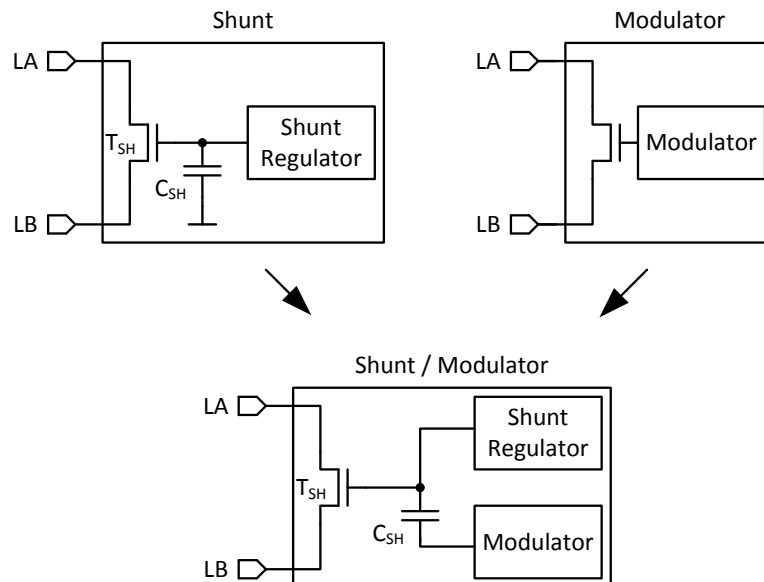 Shunt
Modulator
LA
LA
T_SH
Shunt
Regulator
Modulator
C_SH
LB
LB
Shunt / Modulator
LA
Shunt
Regulator
T_SH
C_SH
Modulator
LB